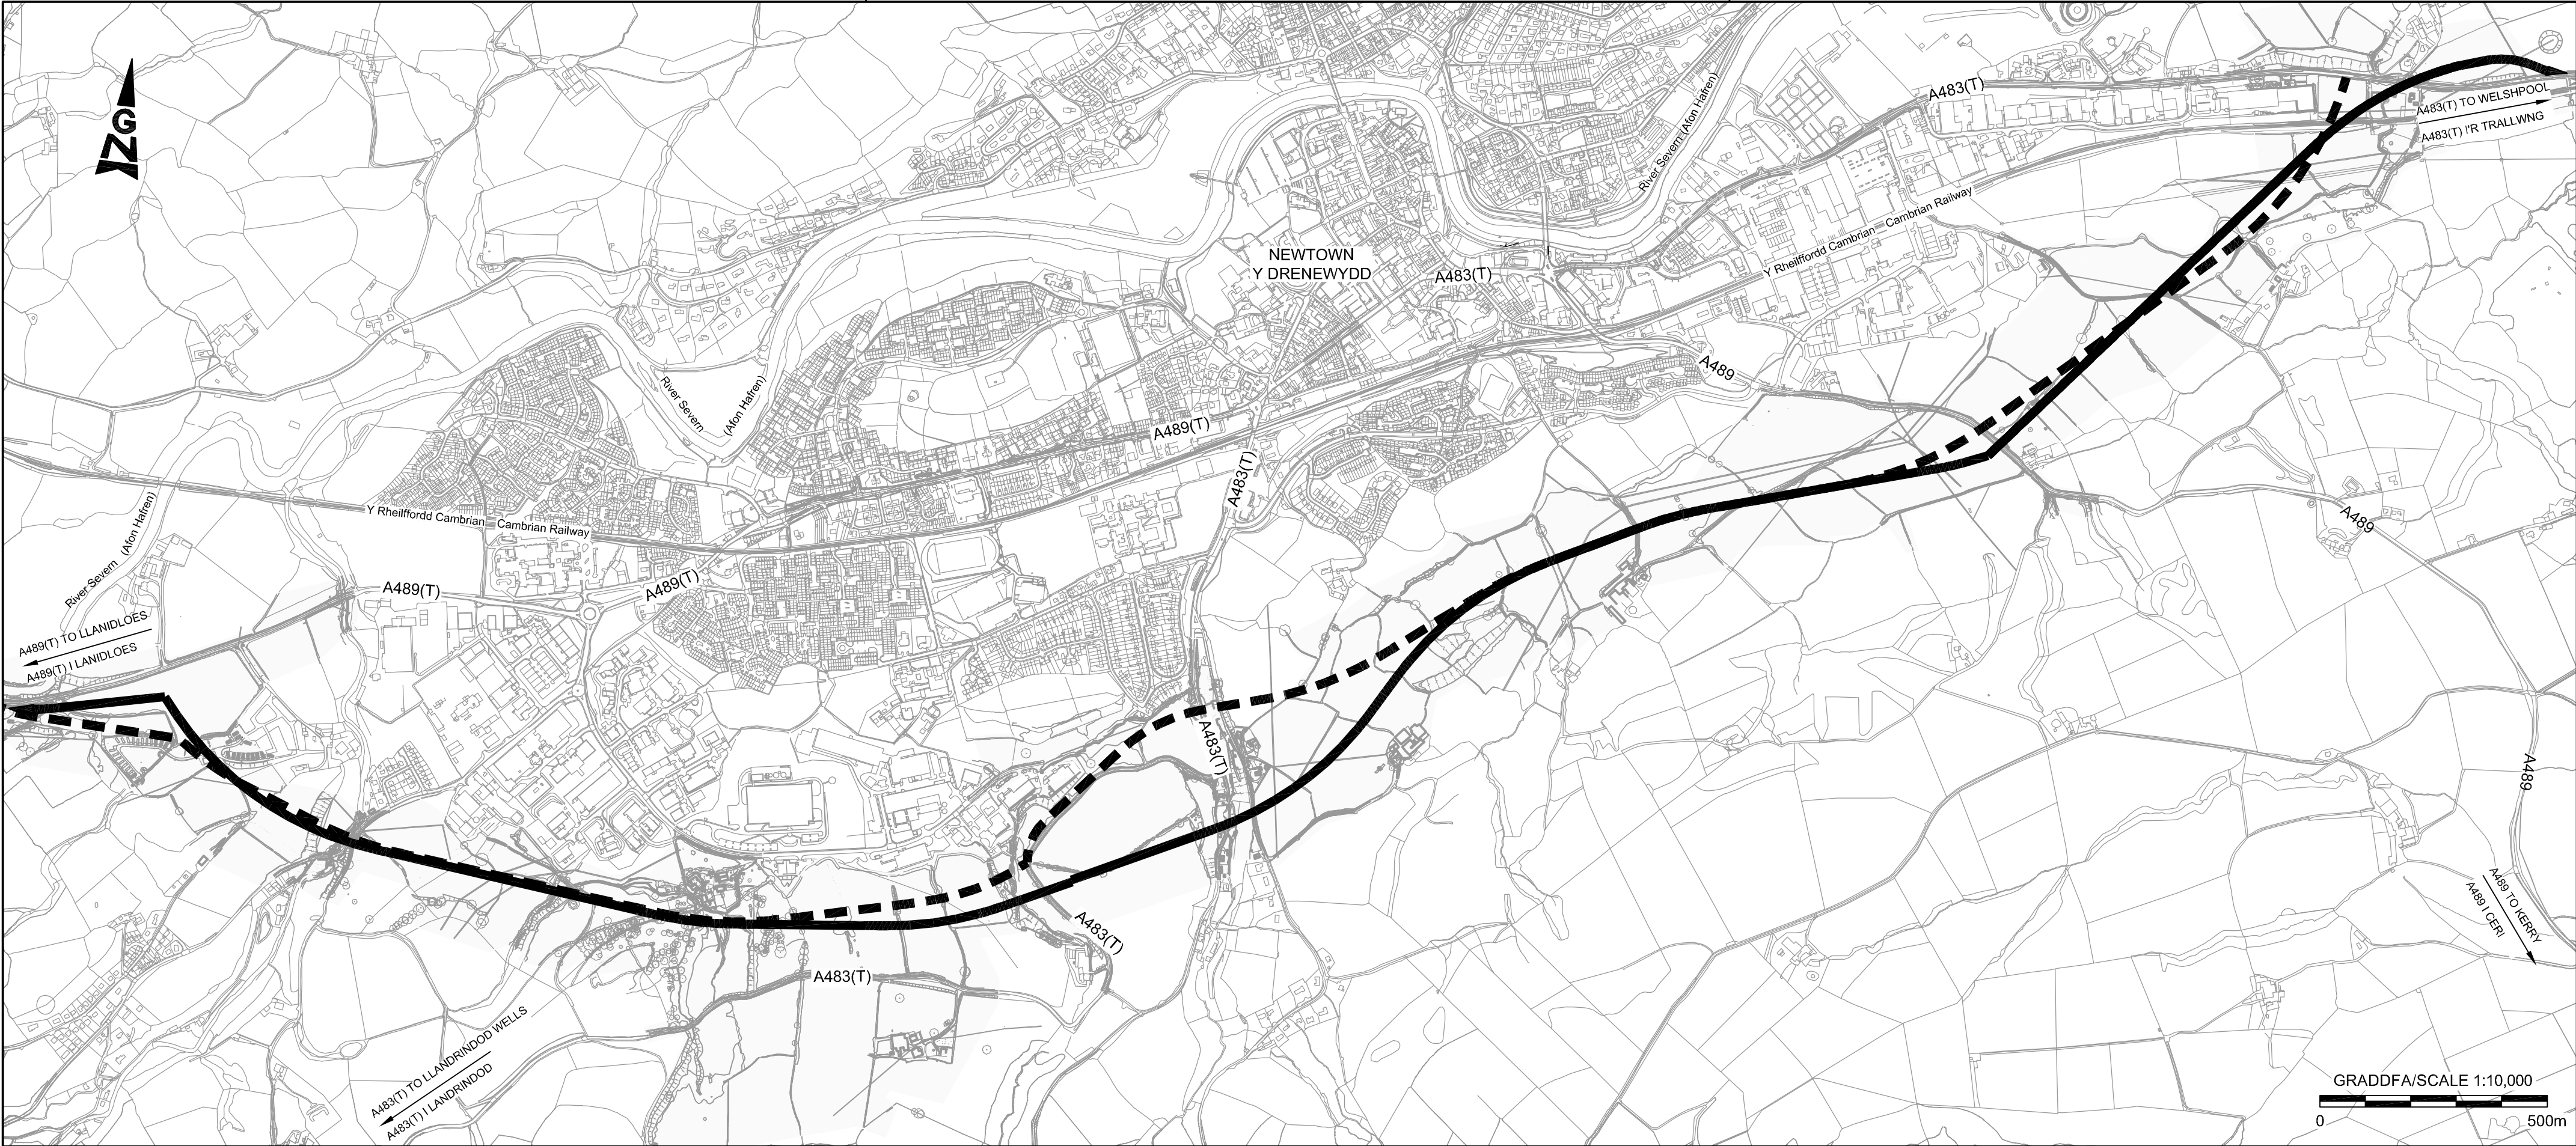 NG
A483(T)
A483(T) TO WELSHPOOL
A483(T) I'R TRALLWNG
River Severn (Afon Hafren)
Y Rheilffordd Cambrian Cambrian Railway
NEWTOWN
Y DRENEWYDD
A483(T)
A489
River Severn
(Afon Hafren)
A489(T)
A483(T)
River Severn (Afon Hafren)
Y Rheilffordd Cambrian Cambrian Railway
A489
A489(T)
A489(T)
A489(T) TO LLANIDLOES
A489(T) I LANIDLOES
A483(T)
A489
A483(T)
A483(T)
A489 TO KERRY
A489 I CERI
A483(T) TO LLANDRINDOD WELLS
A483(T) I LANDRINDOD
GRADDFA/SCALE 1:10,000
0 500m